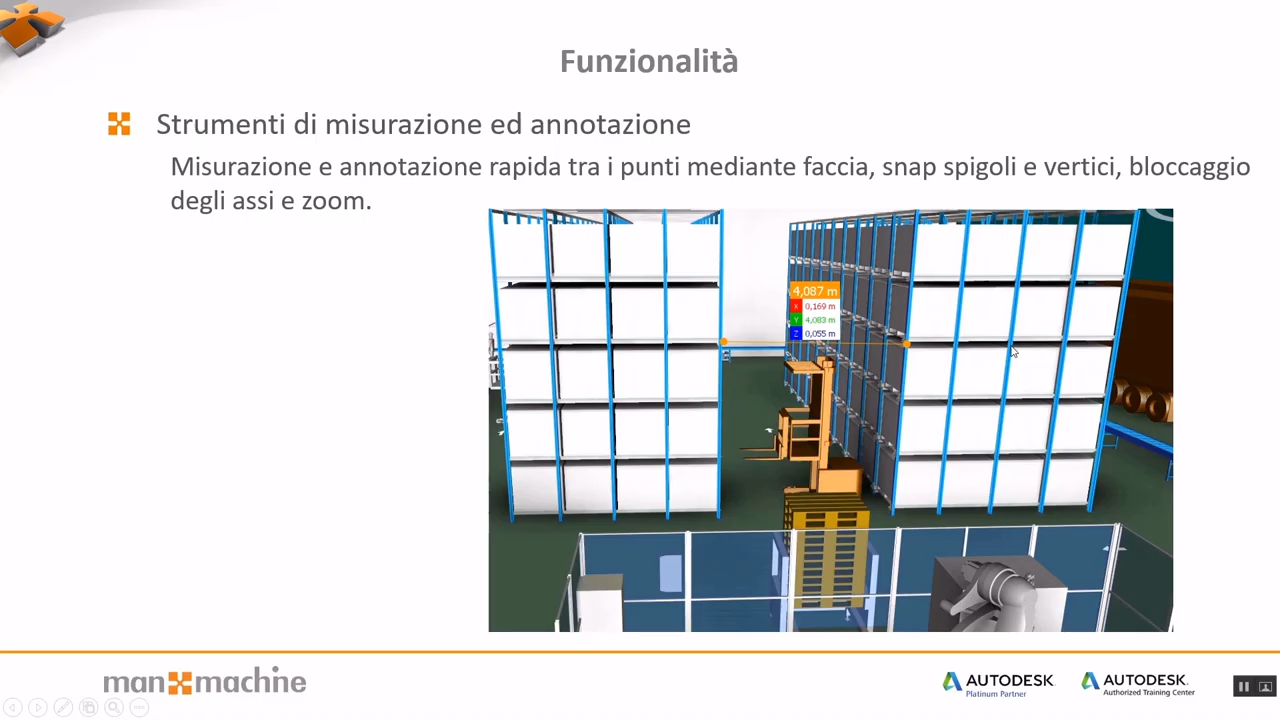 Funzionalità
Strumenti di misurazione ed annotazione
Misurazione e annotazione rapida tra i punti mediante faccia, snap spigoli e vertici, bloccaggio
degli assi e zoom.
4,087 m
X 0,169 m
Y 4,083 m
Z 0,055 m
man machine
AUTODESK.
Platinum Partner
AUTODESK.
Authorized Training Center